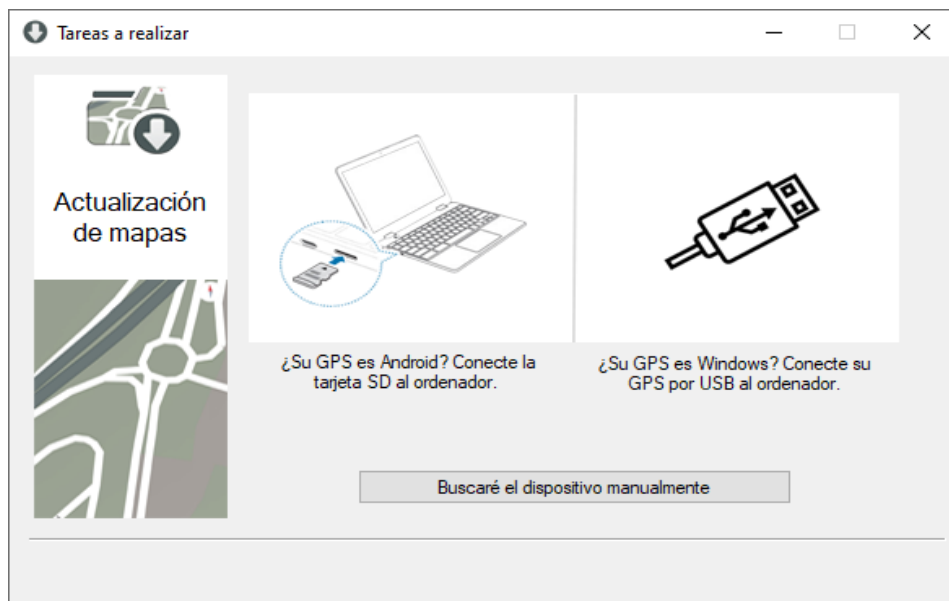 Tareas a realizar
Actualización
de mapas
¿Su GPS es Android? Conecte la
tarjeta SD al ordenador.
¿Su GPS es Windows? Conecte su
GPS por USB al ordenador.
Buscaré el dispositivo manualmente